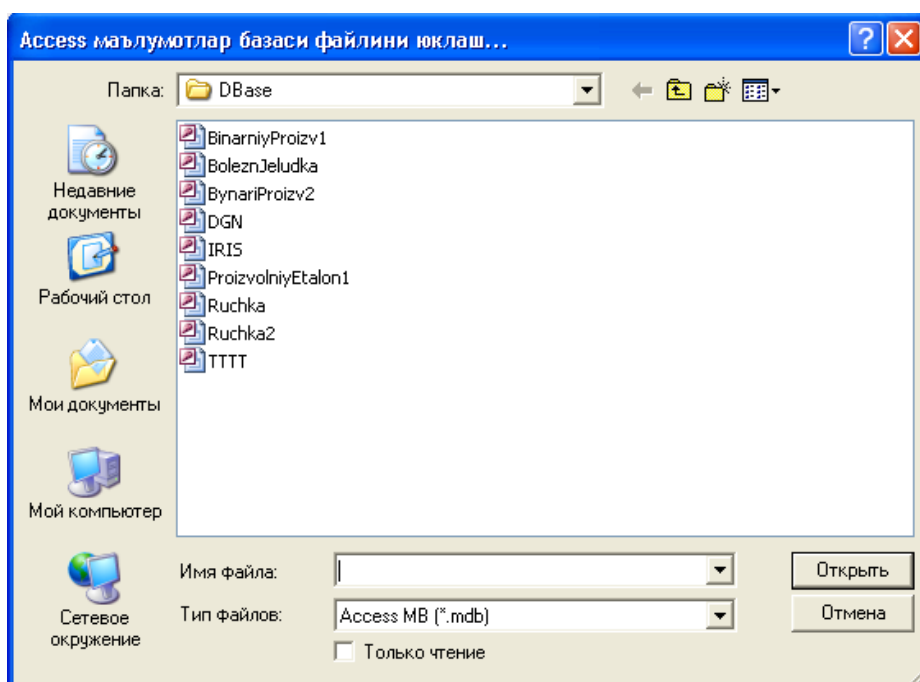 Access маълумотлар базаси файлини юклаш...
Папка:
DBase
BinarniyProizv1
BoleznJeludka
BynariProizv2
DGN
IRIS
ProizvolniyEtalon1
Ruchka
Ruchka2
TTTT
Недавние
документы
Рабочий стол
Мои документы
Мой компьютер
Сетевое
окружение
Имя файла:
Открыть
Тип файлов:
Access MB (*.mdb)
Отмена
Только чтение